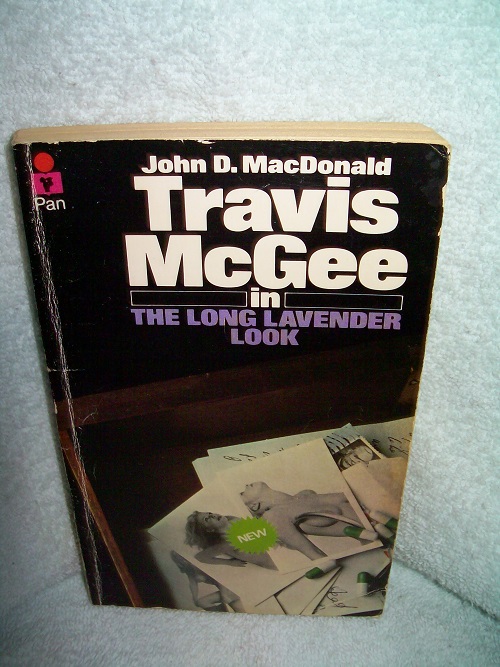 John D. MacDonald
Pan
Travis
McGee
in
THE LONG LAVENDER
LOOK
NEW